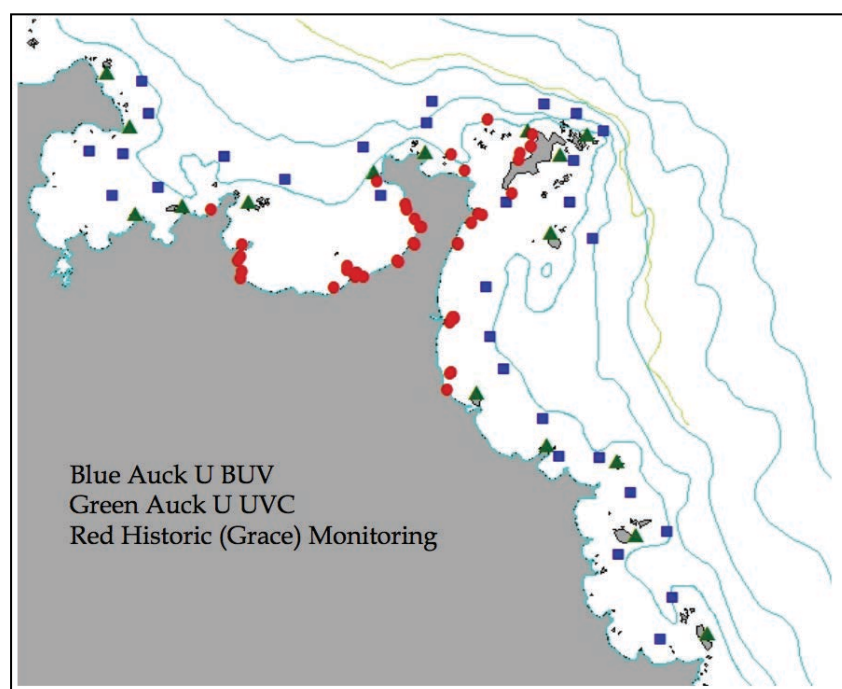 Blue Auck U BUV
Green Auck U UVC
Red Historic (Grace) Monitoring